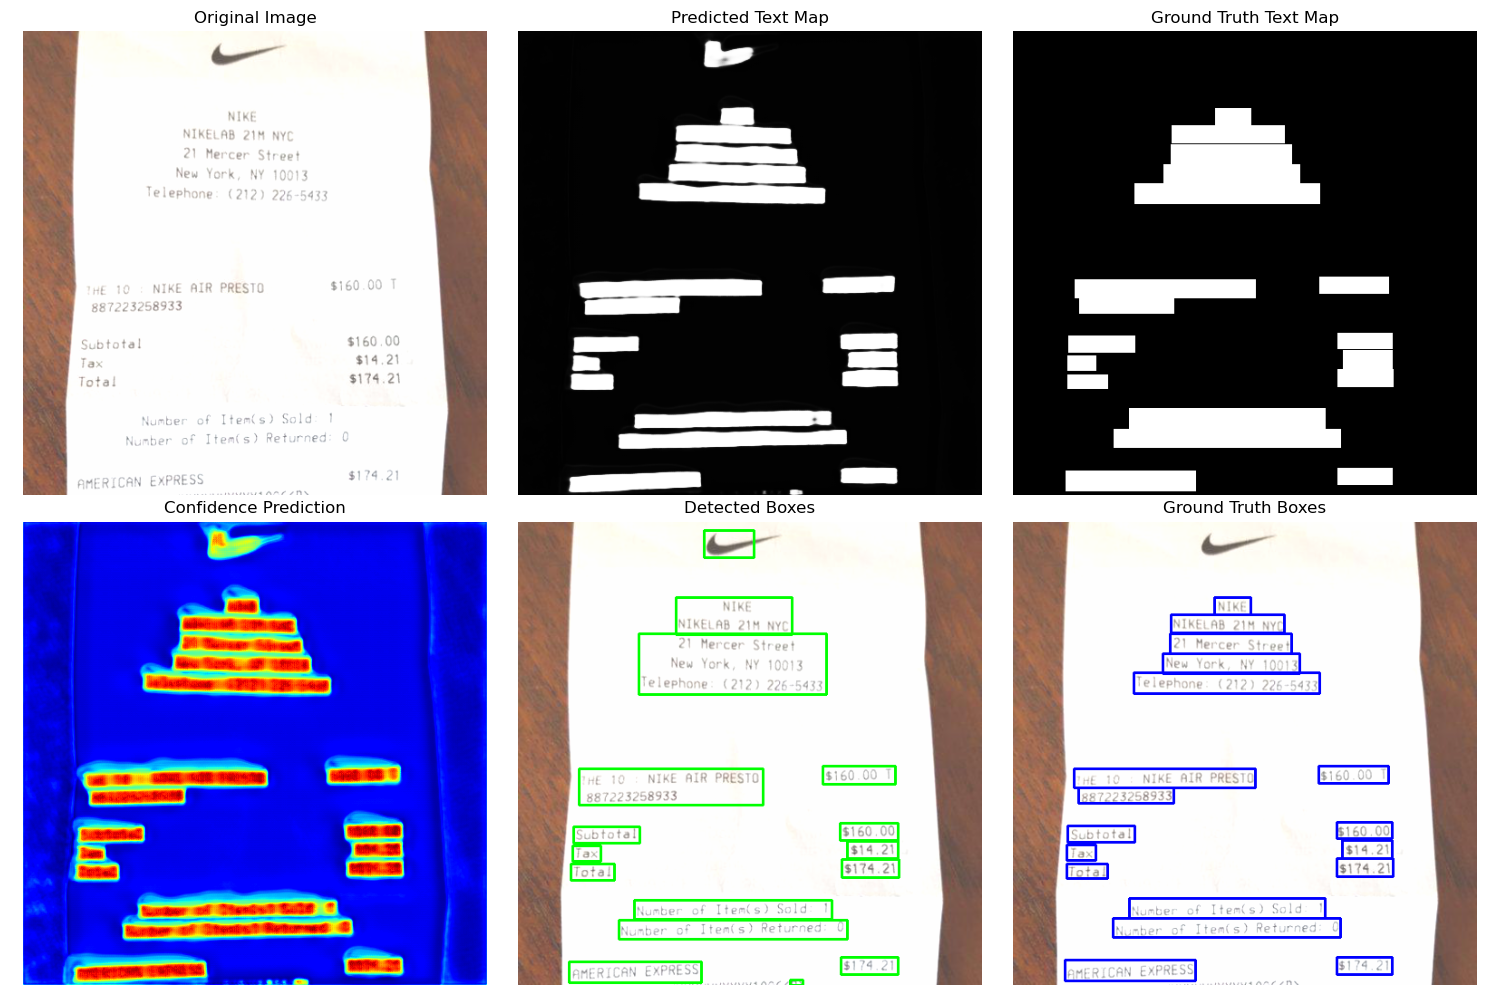 Original Image
NIKE
NIKELAB 21M NYC
21 Mercer Street
New York, NY 10013
Telephone: (212) 226-5433
THE 10 : NIKE AIR PRESTO $160.00 T
887223258933
Subtotal $160.00
Tax $14.21
Total $174.21
Number of Item(s) Sold: 1
Number of Item(s) Returned: 0
AMERICAN EXPRESS $174.21
Predicted Text Map
Ground Truth Text Map
Confidence Prediction
Detected Boxes
NIKE
NIKELAB 21M NYC
21 Mercer Street
New York, NY 10013
Telephone: (212) 226-5433
THE 10 : NIKE AIR PRESTO $160.00 T
887223258933
Subtotal $160.00
Tax $14.21
Total $174.21
Number of Item(s) Sold: 1
Number of Item(s) Returned: 0
AMERICAN EXPRESS $174.21
Ground Truth Boxes
NIKE
NIKELAB 21M NYC
21 Mercer Street
New York, NY 10013
Telephone: (212) 226-5433
THE 10 : NIKE AIR PRESTO $160.00 T
887223258933
Subtotal $160.00
Tax $14.21
Total $174.21
Number of Item(s) Sold: 1
Number of Item(s) Returned: 0
AMERICAN EXPRESS $174.21